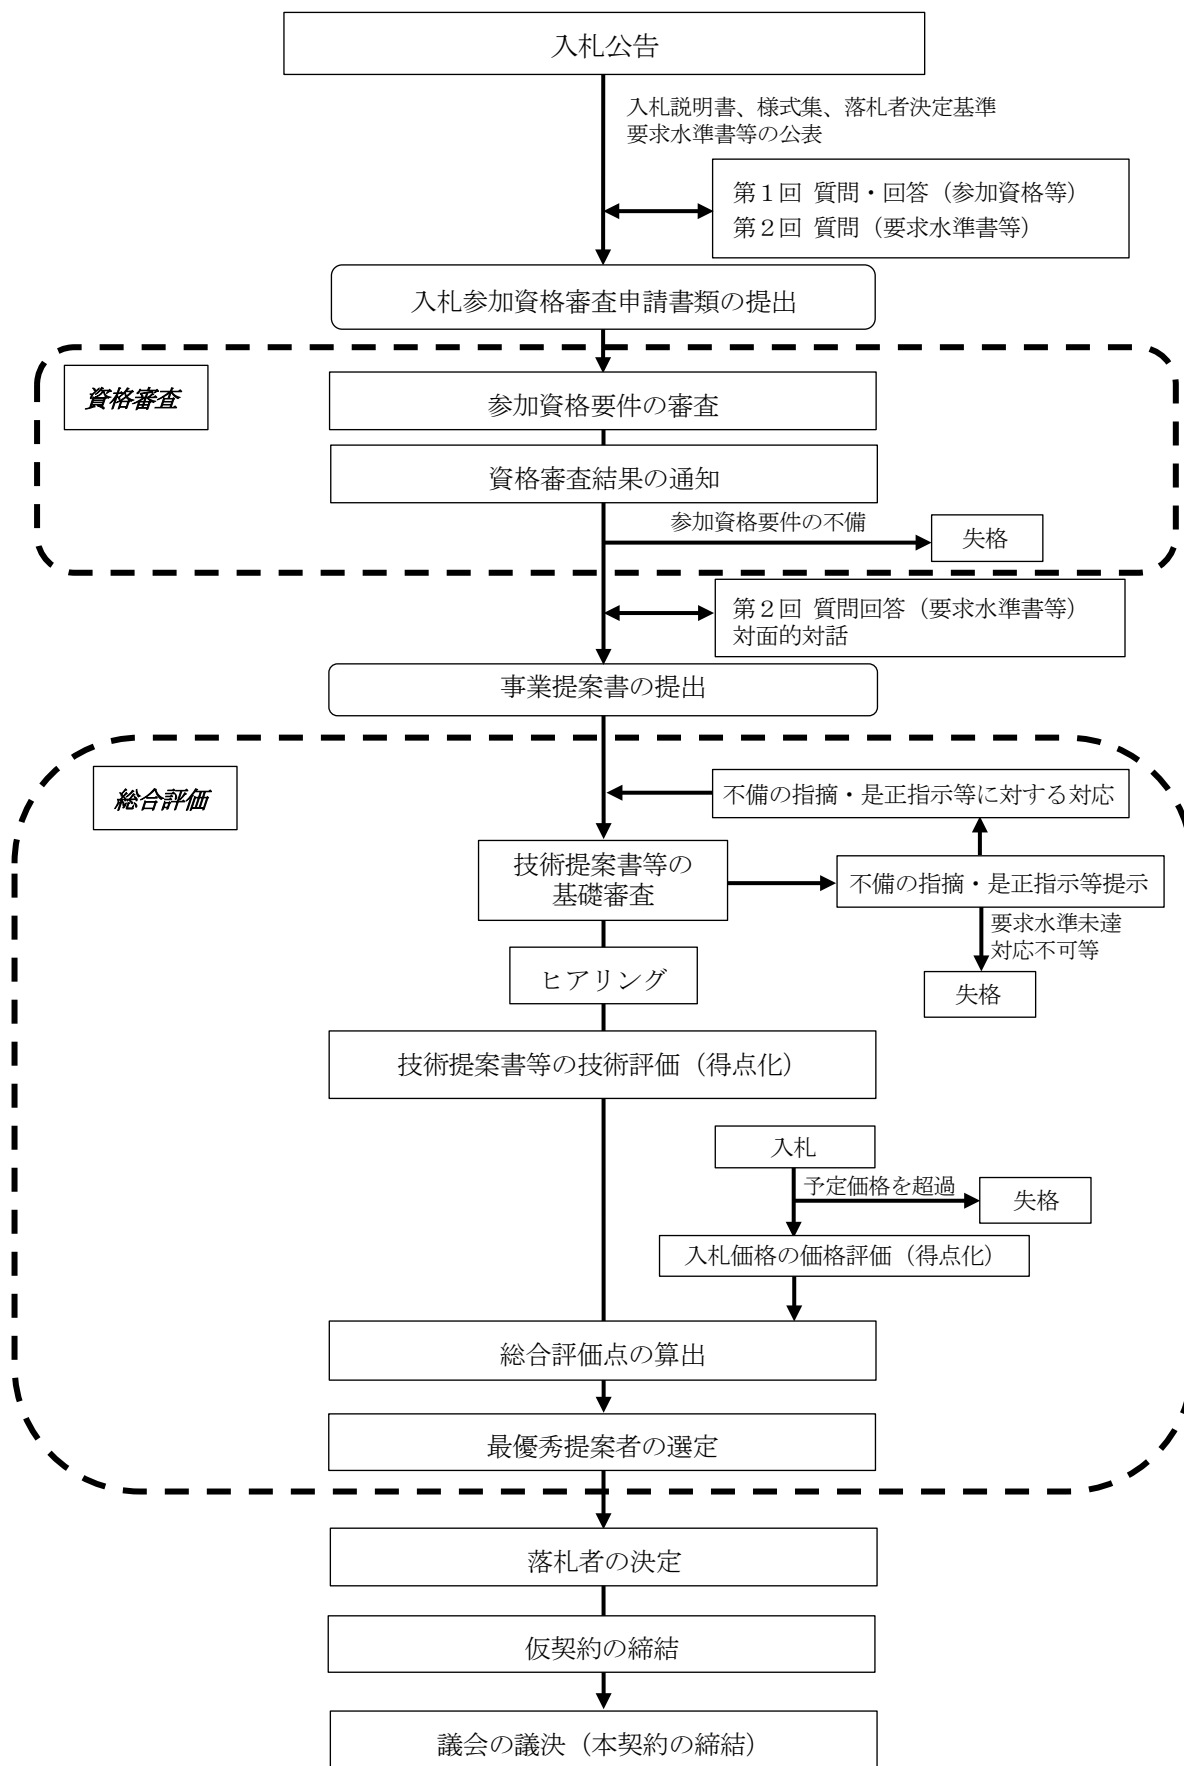 入札公告
入札説明書、様式集、落札者決定基準
要求水準書等の公表
第1回 質問・回答（参加資格等）
第2回 質問（要求水準書等）
入札参加資格審査申請書類の提出
資格審査
参加資格要件の審査
資格審査結果の通知
参加資格要件の不備
失格
第2回 質問回答（要求水準書等）
対面的対話
事業提案書の提出
総合評価
不備の指摘・是正指示等に対する対応
技術提案書等の
基礎審査
不備の指摘・是正指示等提示
要求水準未達
対応不可等
ヒアリング
失格
技術提案書等の技術評価（得点化）
入札
予定価格を超過
失格
入札価格の価格評価（得点化）
総合評価点の算出
最優秀提案者の選定
落札者の決定
仮契約の締結
議会の議決（本契約の締結）